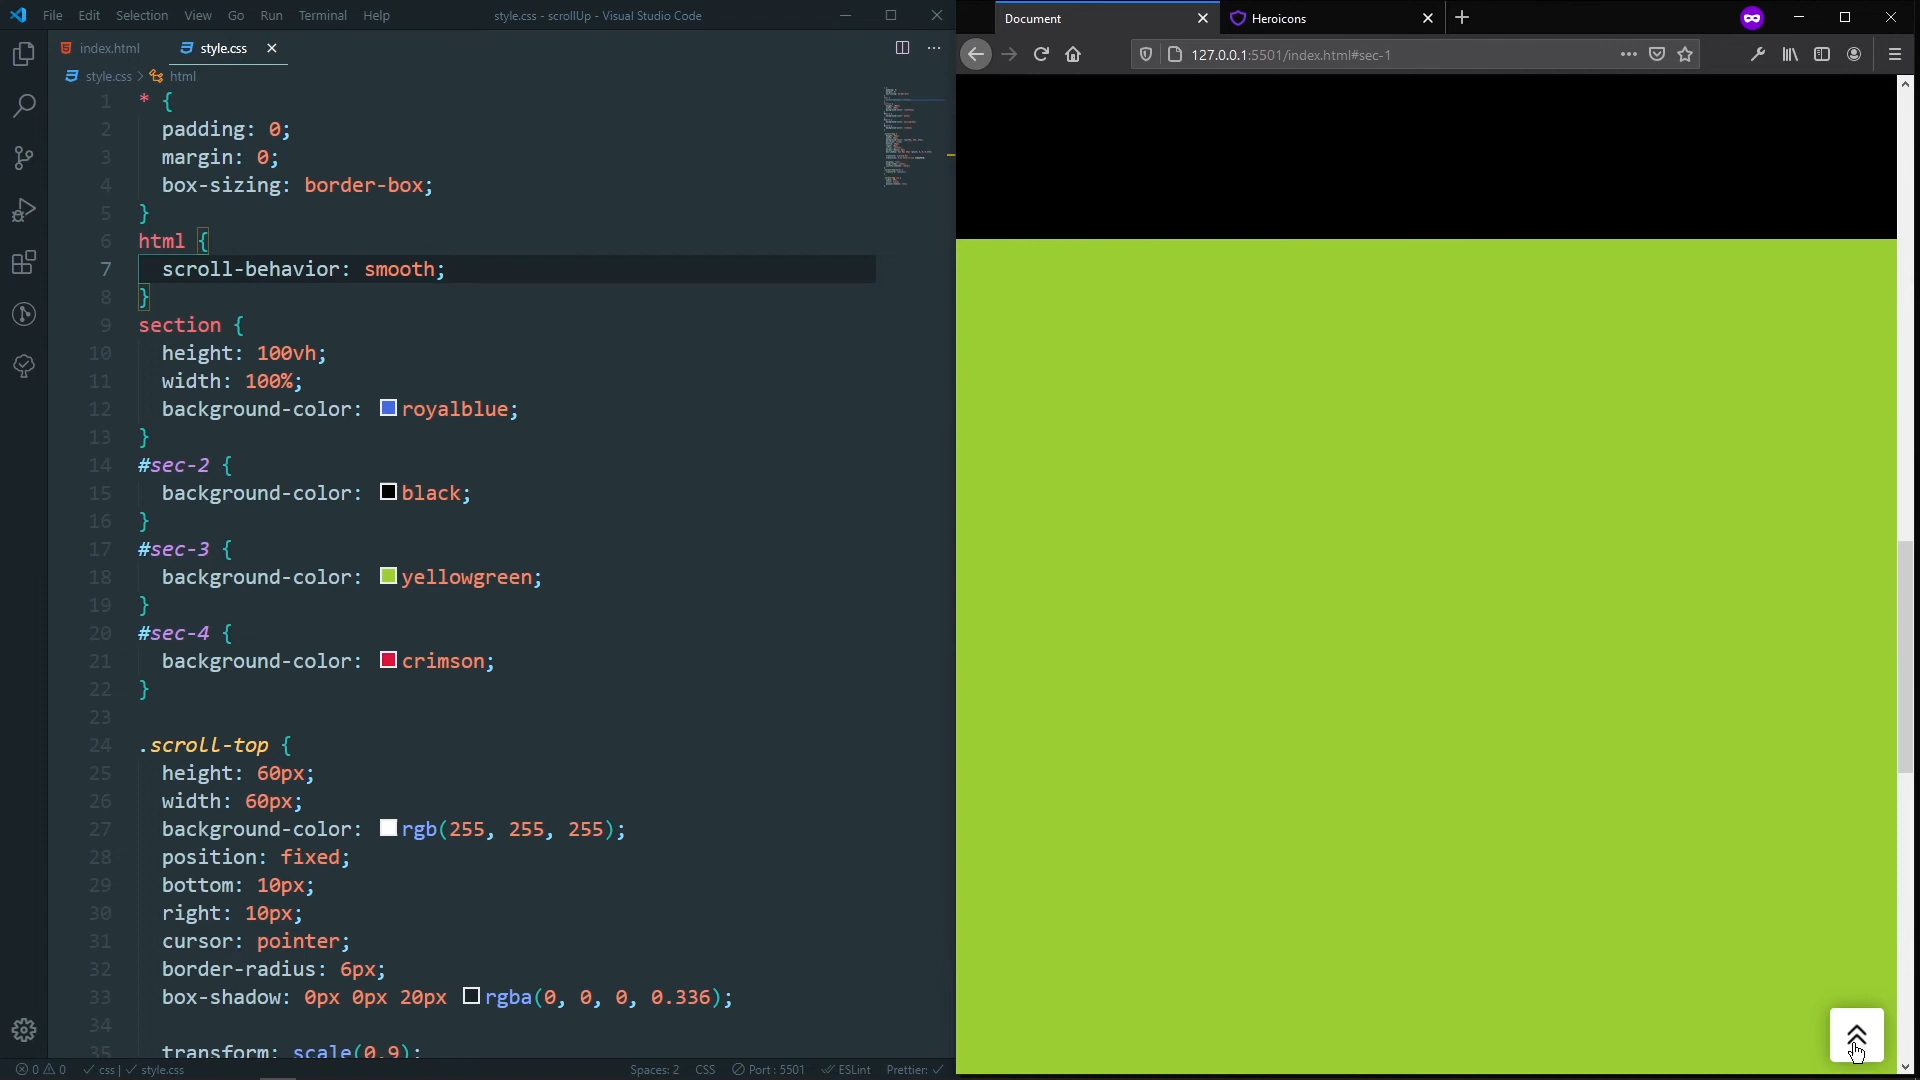 File Edit Selection View Go Run Terminal Help
style.css - scrollUp - Visual Studio Code
index.html
style.css
style.css > html
1 * {
2 padding: 0;
3 margin: 0;
4 box-sizing: border-box;
5 }
6 html {
7 scroll-behavior: smooth;
8 }
9 section {
10 height: 100vh;
11 width: 100%;
12 background-color: royalblue;
13 }
14 #sec-2 {
15 background-color: black;
16 }
17 #sec-3 {
18 background-color: yellowgreen;
19 }
20 #sec-4 {
21 background-color: crimson;
22 }
23
24 .scroll-top {
25 height: 60px;
26 width: 60px;
27 background-color: rgb(255, 255, 255);
28 position: fixed;
29 bottom: 10px;
30 right: 10px;
31 cursor: pointer;
32 border-radius: 6px;
33 box-shadow: 0px 0px 20px rgba(0, 0, 0, 0.336);
34
35 transform: scale(0.9);
0 0 css | style.css
Spaces: 2 CSS Port : 5501 ESLint Prettier:
Document
Heroicons
127.0.0.1:5501/index.html#sec-1